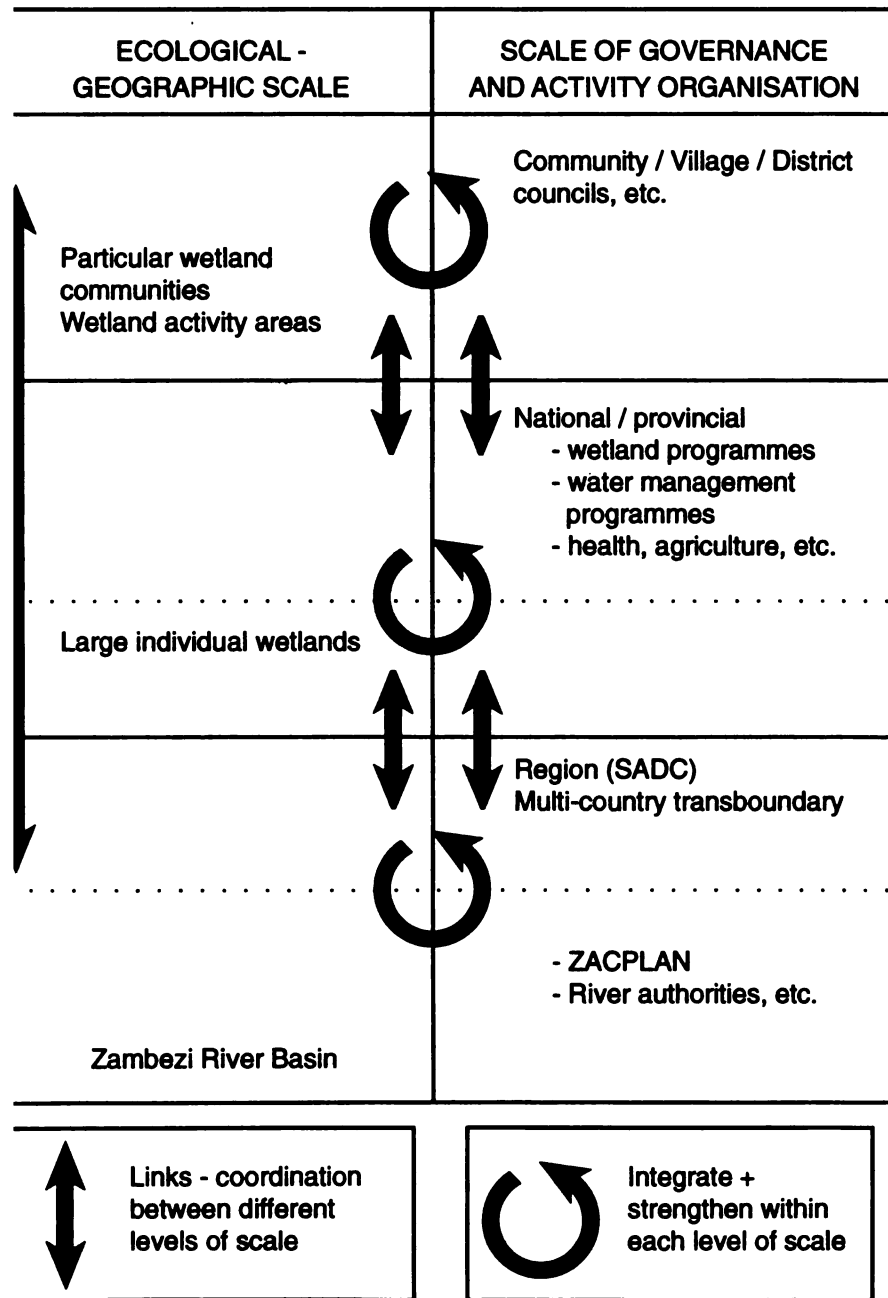 ECOLOGICAL -
GEOGRAPHIC SCALE
SCALE OF GOVERNANCE
AND ACTIVITY ORGANISATION
Community / Village / District
councils, etc.
Particular wetland
communities
Wetland activity areas
National / provincial
- wetland programmes
- water management
programmes
- health, agriculture, etc.
Large individual wetlands
Region (SADC)
Multi-country transboundary
- ZACPLAN
- River authorities, etc.
Zambezi River Basin
Links - coordination
between different
levels of scale
Integrate +
strengthen within
each level of scale